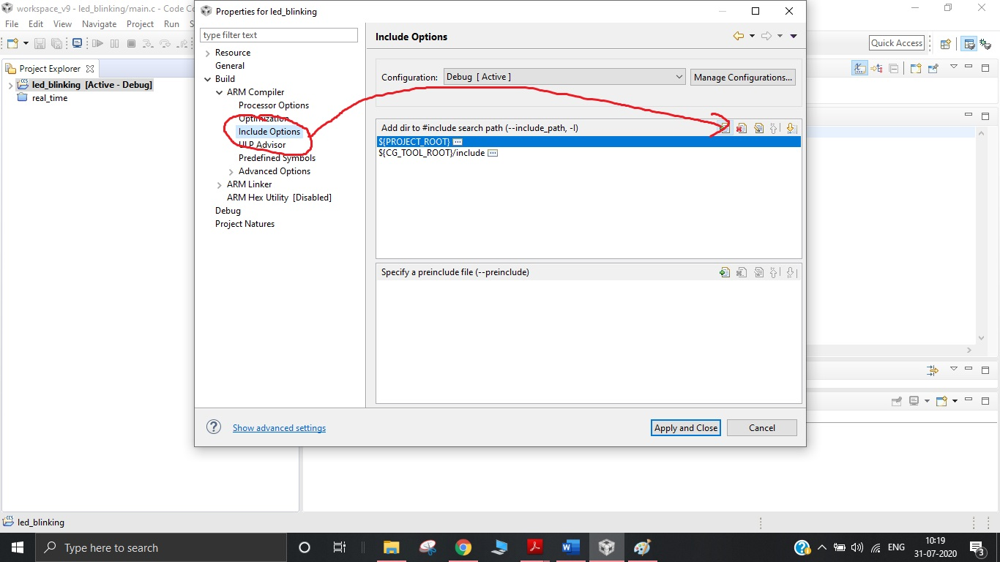 workspace_v9 - led_blinking/main.c - Code Co
File Edit View Navigate Project Run S
Quick Access
Project Explorer
led_blinking [Active - Debug]
real_time
Properties for led_blinking
type filter text
Resource
General
Build
ARM Compiler
Processor Options
Optimization
Include Options
ULP Advisor
Predefined Symbols
Advanced Options
ARM Linker
ARM Hex Utility [Disabled]
Debug
Project Natures
Include Options
Configuration: Debug [ Active ] Manage Configurations...
Add dir to #include search path (--include_path, -I)
${PROJECT_ROOT}
${CG_TOOL_ROOT}/include
Specify a preinclude file (--preinclude)
Show advanced settings
Apply and Close Cancel
led_blinking
Type here to search
ENG
10:19
31-07-2020
3